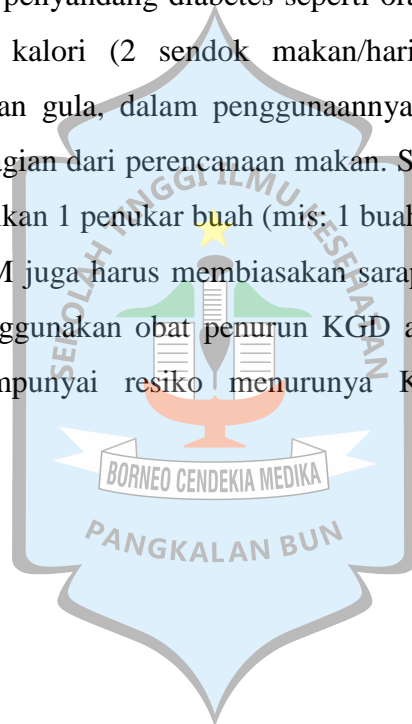 penyandang diabetes seperti ora
kalori (2 sendok makan/hari
an gula, dalam penggunaannya
agian dari perencanaan makan. S
kan 1 penukar buah (mis: 1 buah
M juga harus membiasakan sarap
ggunakan obat penurun KGD a
mpunyai resiko menurunya K
SEKOLAH TINGGI ILMU KESEHATAN
BORNEO CENDEKIA MEDIKA
PANGKALAN BUN